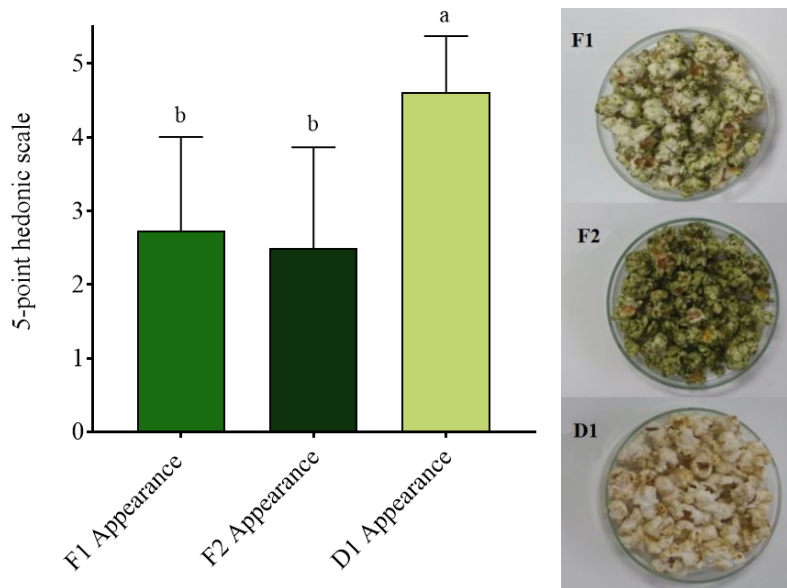 5-point hedonic scale
5
4
3
2
1
0
b
b
a
F1 Appearance
F2 Appearance
D1 Appearance
F1
F2
D1